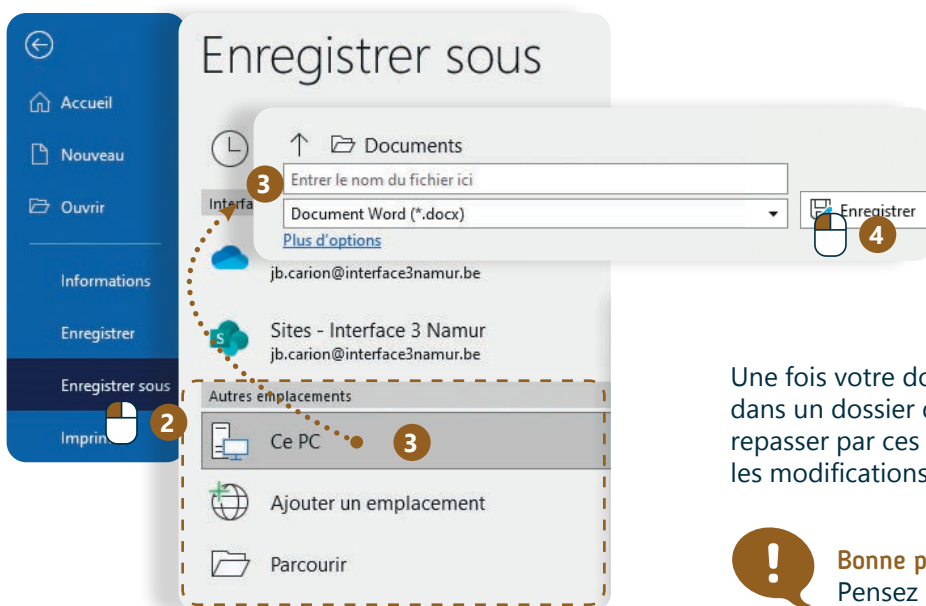 Accueil
Nouveau
Ouvrir
Informations
Enregistrer
Enregistrer sous
2
Enregistrer sous
Documents
3
Entrer le nom du fichier ici
Document Word (*.docx)
Plus d'options
Enregistrer
4
jb.carion@interface3namur.be
Sites - Interface 3 Namur
jb.carion@interface3namur.be
S
Autres emplacements
Ce PC
3
Ajouter un emplacement
Parcourir
Une fois votre
dans un dossier
repasser par ces
les modifications
!
Bonne
Pensez